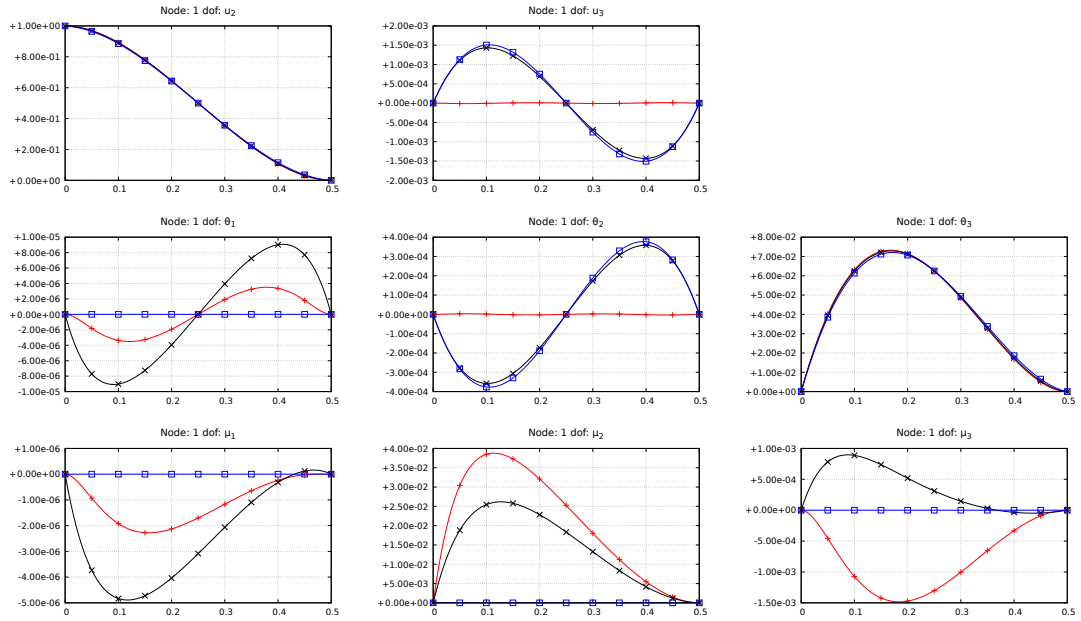 Node: 1 dof: u2
+1.00e+00
+8.00e-01
+6.00e-01
+4.00e-01
+2.00e-01
+0.00e+00
0 0.1 0.2 0.3 0.4 0.5
Node: 1 dof: u3
+2.00e-03
+1.50e-03
+1.00e-03
+5.00e-04
+0.00e+00
-5.00e-04
-1.00e-03
-1.50e-03
-2.00e-03
0 0.1 0.2 0.3 0.4 0.5
Node: 1 dof: θ1
+1.00e-05
+8.00e-06
+6.00e-06
+4.00e-06
+2.00e-06
+0.00e+00
-2.00e-06
-4.00e-06
-6.00e-06
-8.00e-06
-1.00e-05
0 0.1 0.2 0.3 0.4 0.5
Node: 1 dof: θ2
+4.00e-04
+3.00e-04
+2.00e-04
+1.00e-04
+0.00e+00
-1.00e-04
-2.00e-04
-3.00e-04
-4.00e-04
0 0.1 0.2 0.3 0.4 0.5
Node: 1 dof: θ3
+8.00e-02
+7.00e-02
+6.00e-02
+5.00e-02
+4.00e-02
+3.00e-02
+2.00e-02
+1.00e-02
+0.00e+00
0 0.1 0.2 0.3 0.4 0.5
Node: 1 dof: μ1
+1.00e-06
+0.00e+00
-1.00e-06
-2.00e-06
-3.00e-06
-4.00e-06
-5.00e-06
0 0.1 0.2 0.3 0.4 0.5
Node: 1 dof: μ2
+4.00e-02
+3.50e-02
+3.00e-02
+2.50e-02
+2.00e-02
+1.50e-02
+1.00e-02
+5.00e-03
+0.00e+00
0 0.1 0.2 0.3 0.4 0.5
Node: 1 dof: μ3
+1.00e-03
+5.00e-04
+0.00e+00
-5.00e-04
-1.00e-03
-1.50e-03
0 0.1 0.2 0.3 0.4 0.5